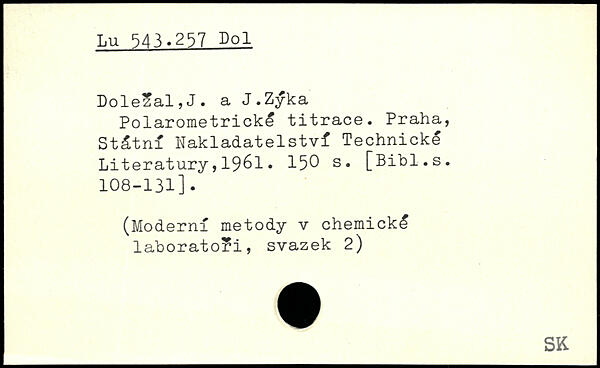 Lu 543.257 Dol
Doležal,J. a J.Zýka
Polarometrické titrace. Praha,
Státní Nakladatelství Technické
Literatury,1961. 150 s. [Bibl.s.
108-131].
(Moderní metody v chemické
laboratoři, svazek 2)
SK